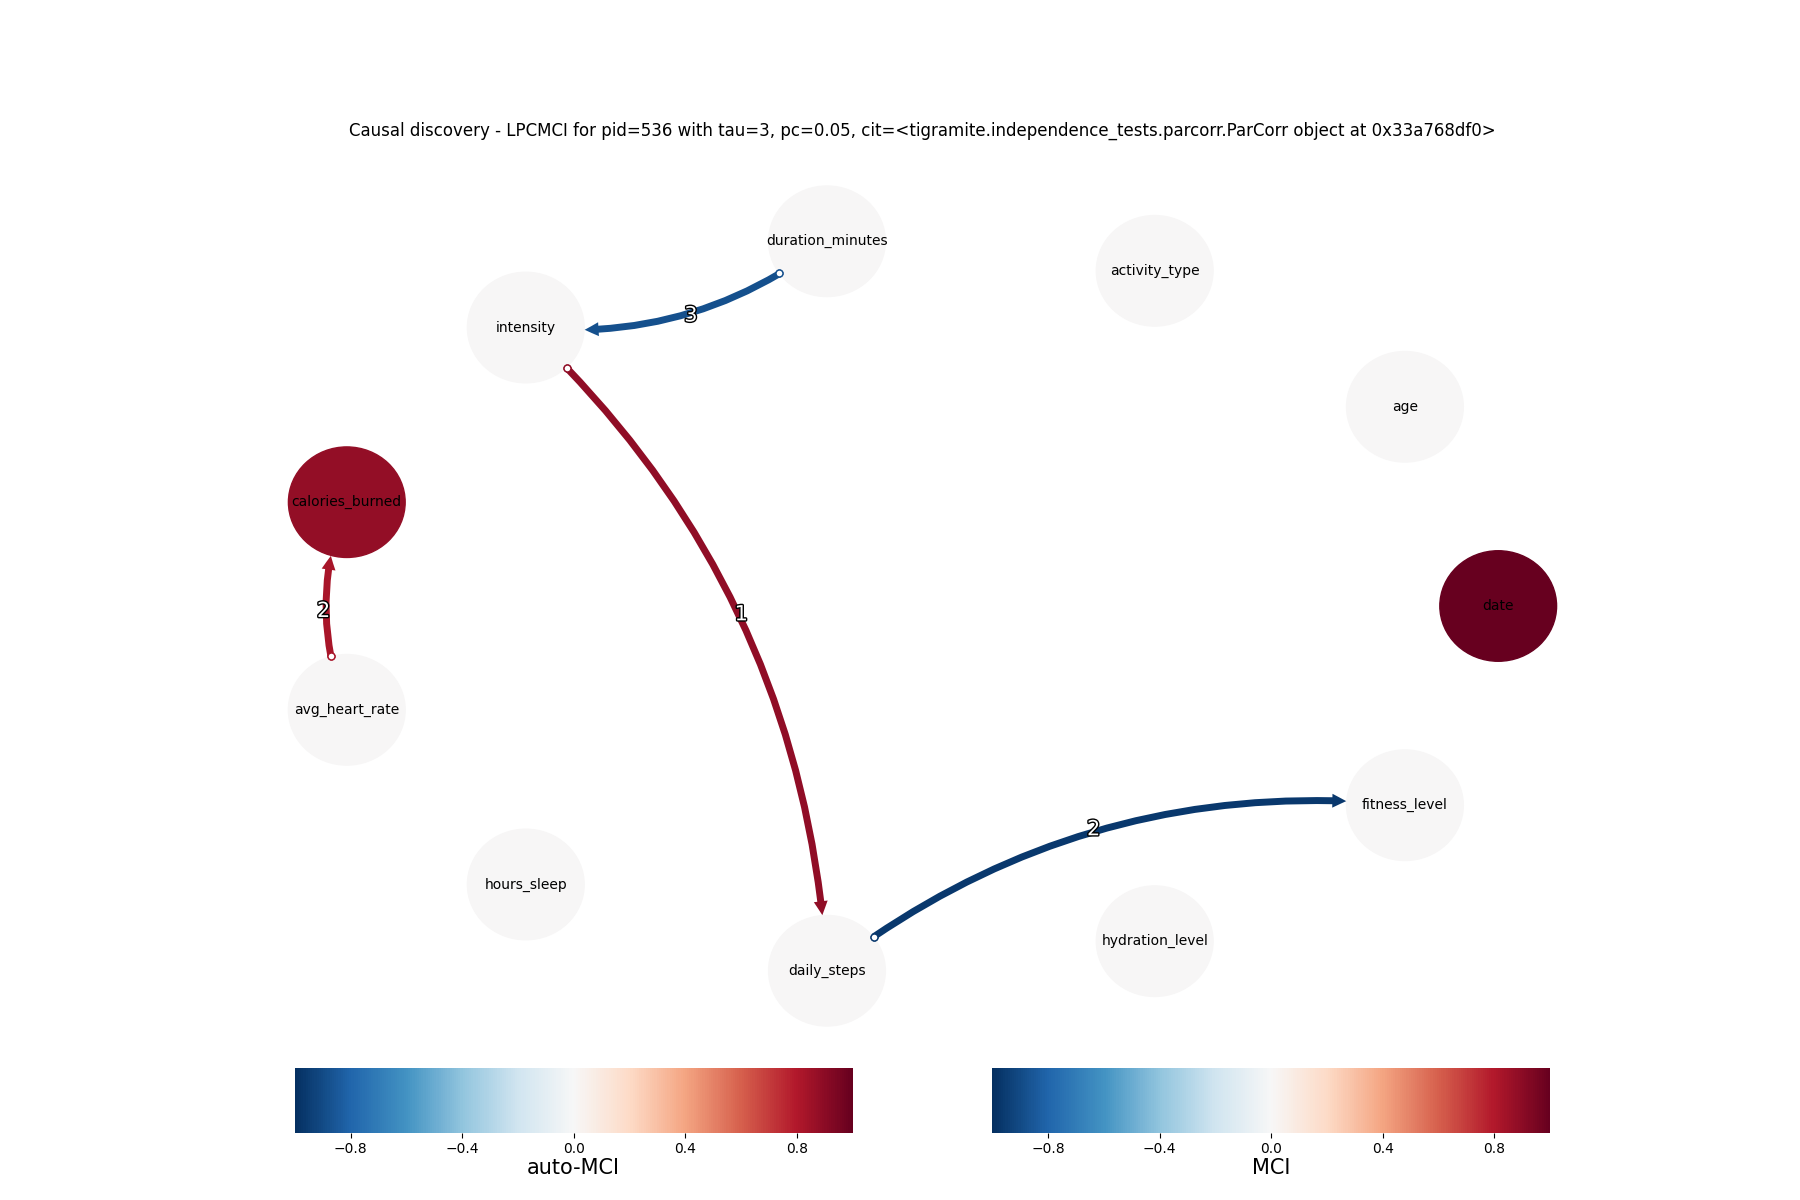 Causal discovery - LPCMCI for pid=536 with tau=3, pc=0.05, cit=<tigramite.independence_tests.parcorr.ParCorr object at 0x33a768df0>
duration_minutes
activity_type
intensity
3
age
calories_burned
date
2
1
avg_heart_rate
fitness_level
2
hours_sleep
hydration_level
daily_steps
−0.8 −0.4 0.0 0.4 0.8
auto-MCI
−0.8 −0.4 0.0 0.4 0.8
MCI